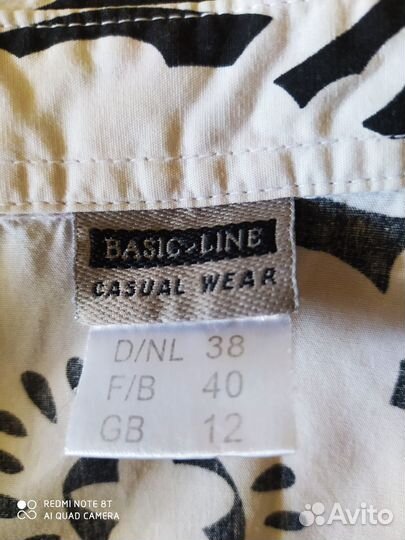 BASIC-LINE
CASUAL WEAR
D/NL 38
F/B 40
GB 12
REDMI NOTE 8T
AI QUAD CAMERA
Avito